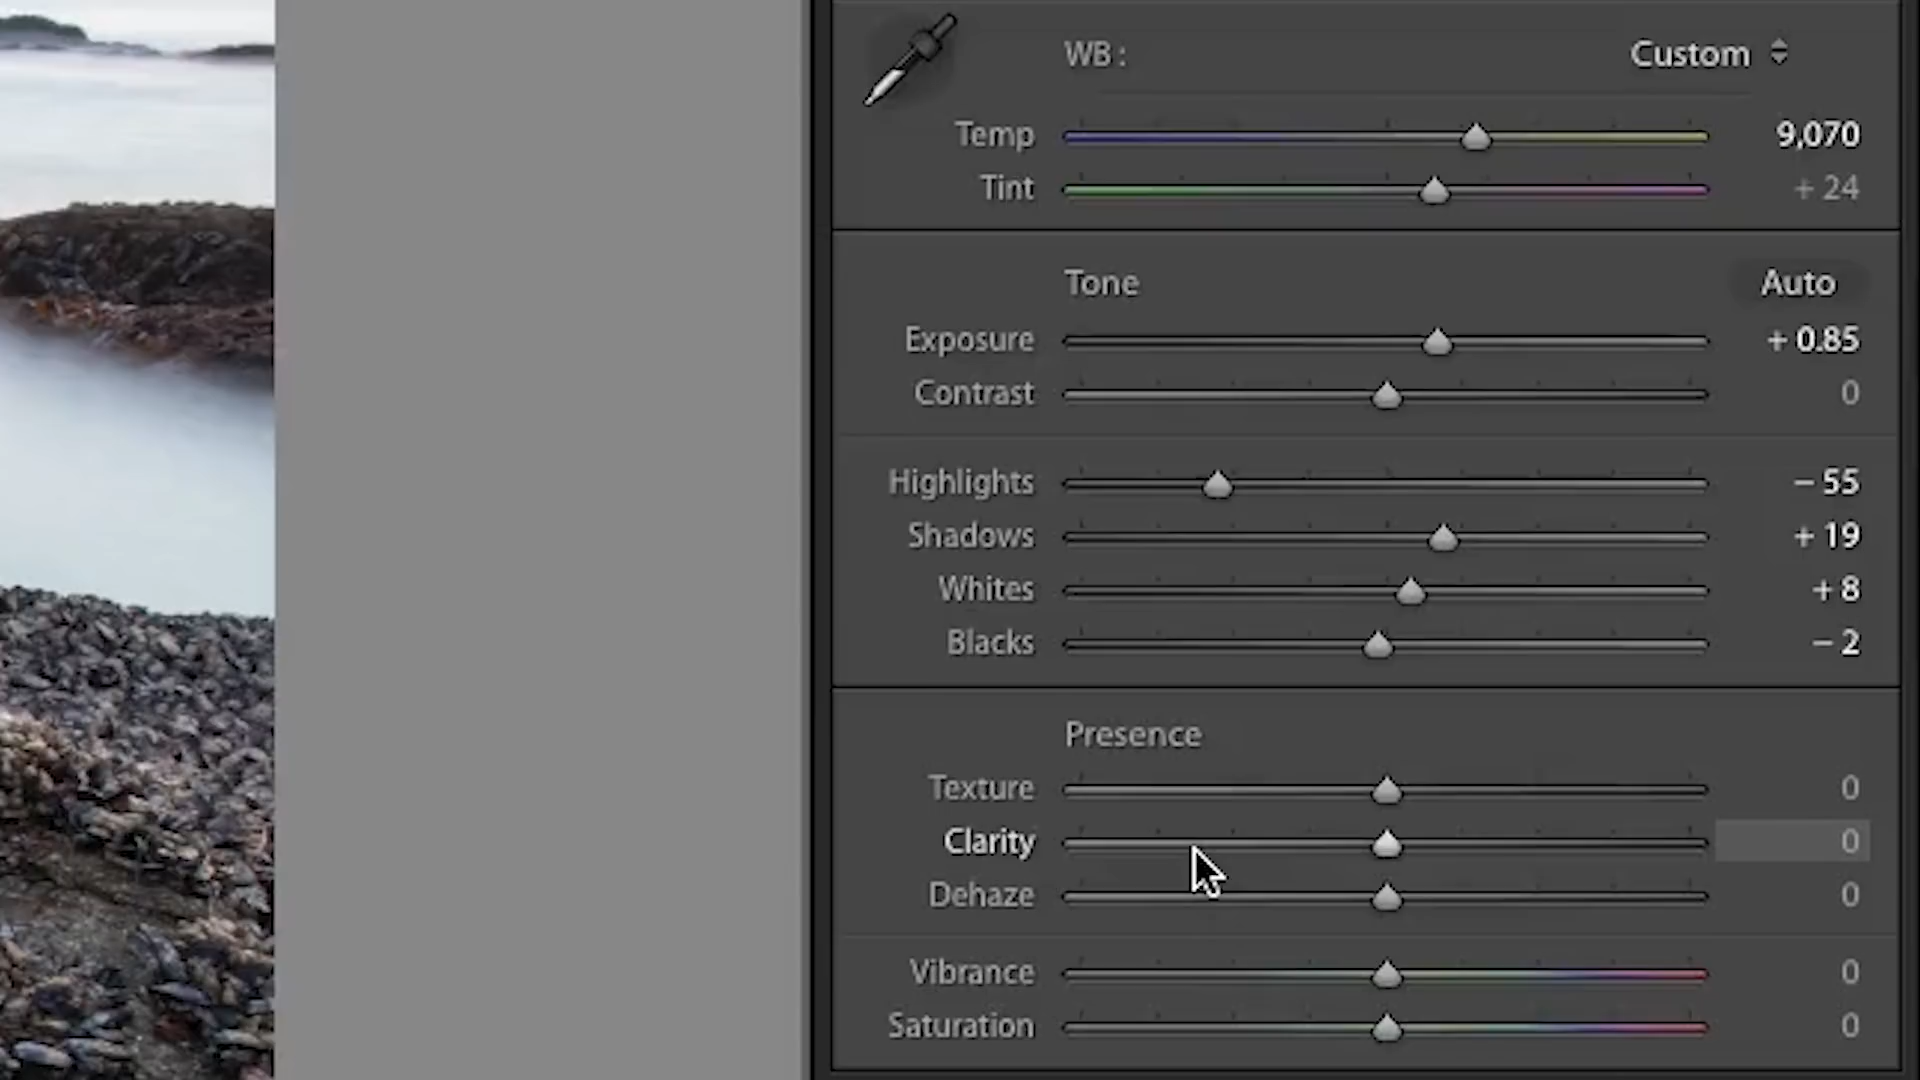 WB : Custom
Temp 9,070
Tint + 24
Tone Auto
Exposure + 0.85
Contrast 0
Highlights − 55
Shadows + 19
Whites + 8
Blacks − 2
Presence
Texture 0
Clarity 0
Dehaze 0
Vibrance 0
Saturation 0